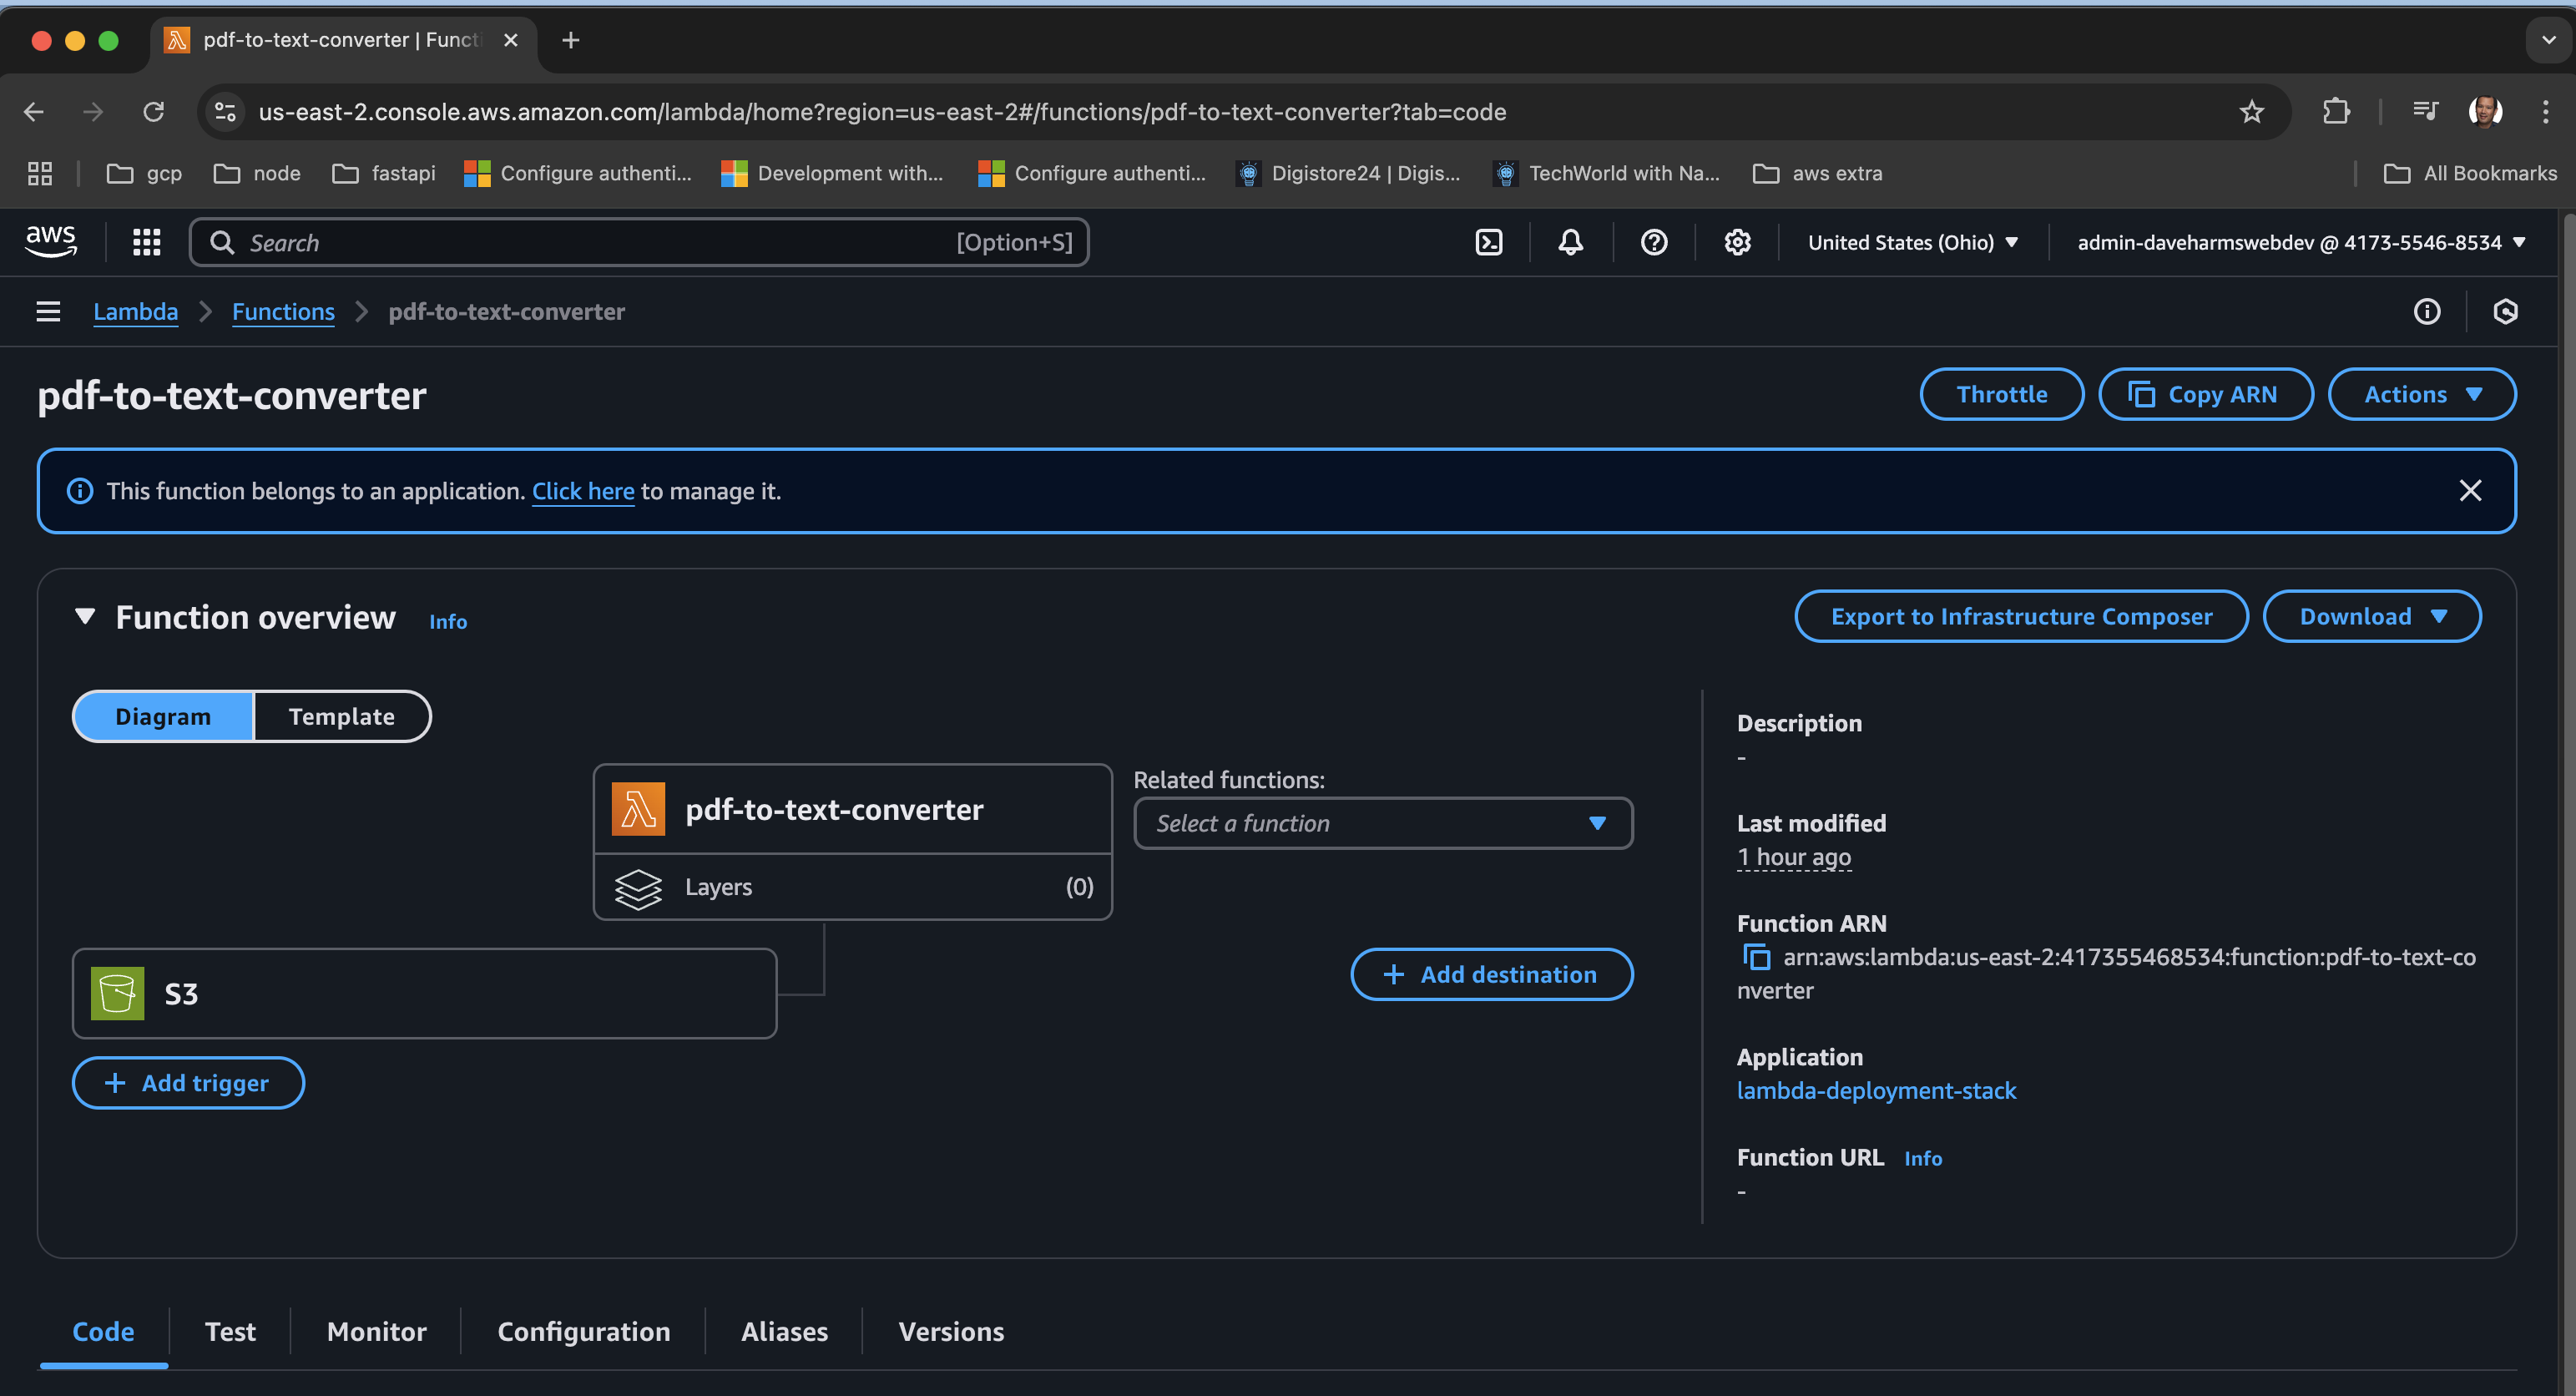 pdf-to-text-converter | Functi
us-east-2.console.aws.amazon.com/lambda/home?region=us-east-2#/functions/pdf-to-text-converter?tab=code
gcp node fastapi Configure authenti... Development with... Configure authenti... Digistore24 | Digis... TechWorld with Na... aws extra All Bookmarks
aws Search [Option+S] United States (Ohio) admin-daveharmswebdev @ 4173-5546-8534
Lambda Functions pdf-to-text-converter
pdf-to-text-converter Throttle Copy ARN Actions
This function belongs to an application. Click here to manage it.
Function overview Info Export to Infrastructure Composer Download
Diagram Template
pdf-to-text-converter
Layers (0)
Related functions:
Select a function
S3
+ Add destination
+ Add trigger
Description
-
Last modified
1 hour ago
Function ARN
arn:aws:lambda:us-east-2:417355468534:function:pdf-to-text-co
nverter
Application
lambda-deployment-stack
Function URL Info
-
Code Test Monitor Configuration Aliases Versions